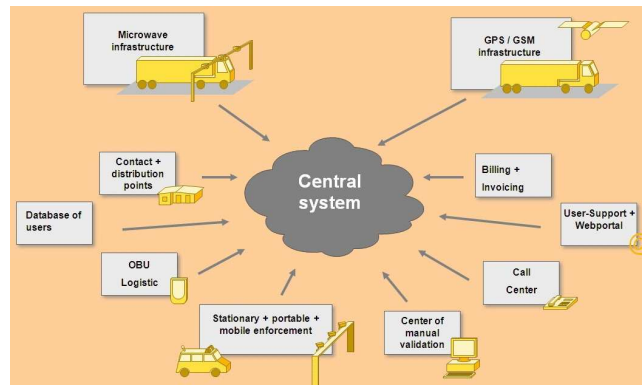 Microwave
infrastructure
GPS / GSM
infrastructure
Contact +
distribution
points
Central
system
Billing +
Invoicing
Database of
users
User-Support +
Webportal
OBU
Logistic
Call
Center
Stationary + portable +
mobile enforcement
Center of
manual
validation